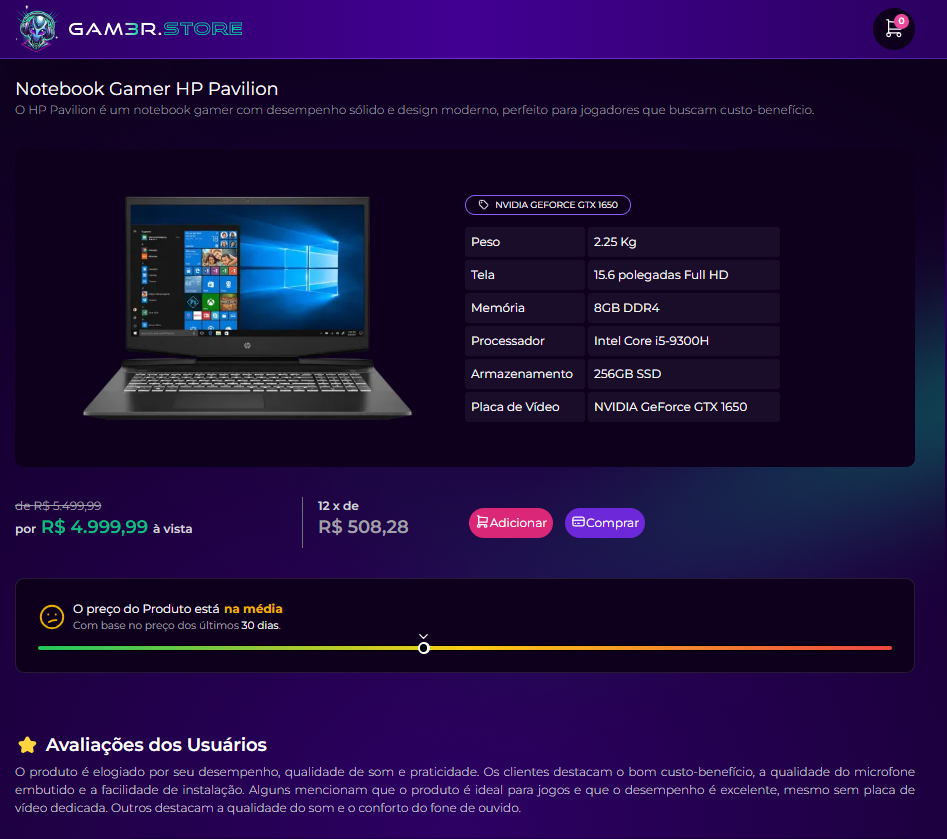 GAM3R.STORE
0
Notebook Gamer HP Pavilion
O HP Pavilion é um notebook gamer com desempenho sólido e design moderno, perfeito para jogadores que buscam custo-benefício.
NVIDIA GEFORCE GTX 1650
Peso 2.25 Kg
Tela 15.6 polegadas Full HD
Memória 8GB DDR4
Processador Intel Core i5-9300H
Armazenamento 256GB SSD
Placa de Vídeo NVIDIA GeForce GTX 1650
de R$ 5.499,99
por R$ 4.999,99 à vista
12 x de
R$ 508,28
Adicionar
Comprar
O preço do Produto está na média
Com base no preço dos últimos 30 dias.
Avaliações dos Usuários
O produto é elogiado por seu desempenho, qualidade de som e praticidade. Os clientes destacam o bom custo-benefício, a qualidade do microfone
embutido e a facilidade de instalação. Alguns mencionam que o produto é ideal para jogos e que o desempenho é excelente, mesmo sem placa de
vídeo dedicada. Outros destacam a qualidade do som e o conforto do fone de ouvido.